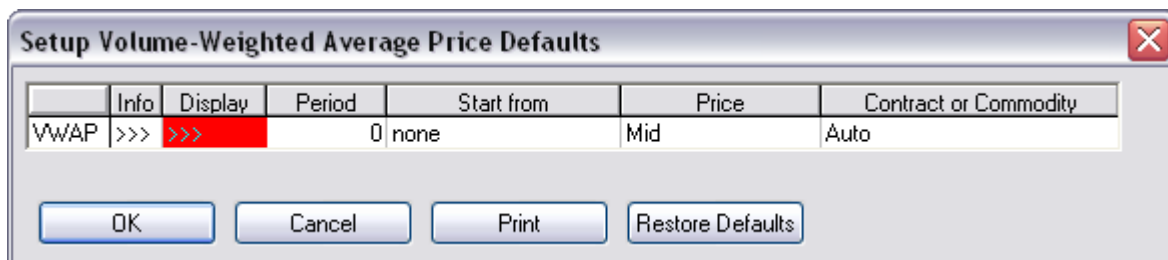 Setup Volume-Weighted Average Price Defaults
Info Display Period Start from Price Contract or Commodity
VWAP >>> >>> 0 none Mid Auto
OK Cancel Print Restore Defaults